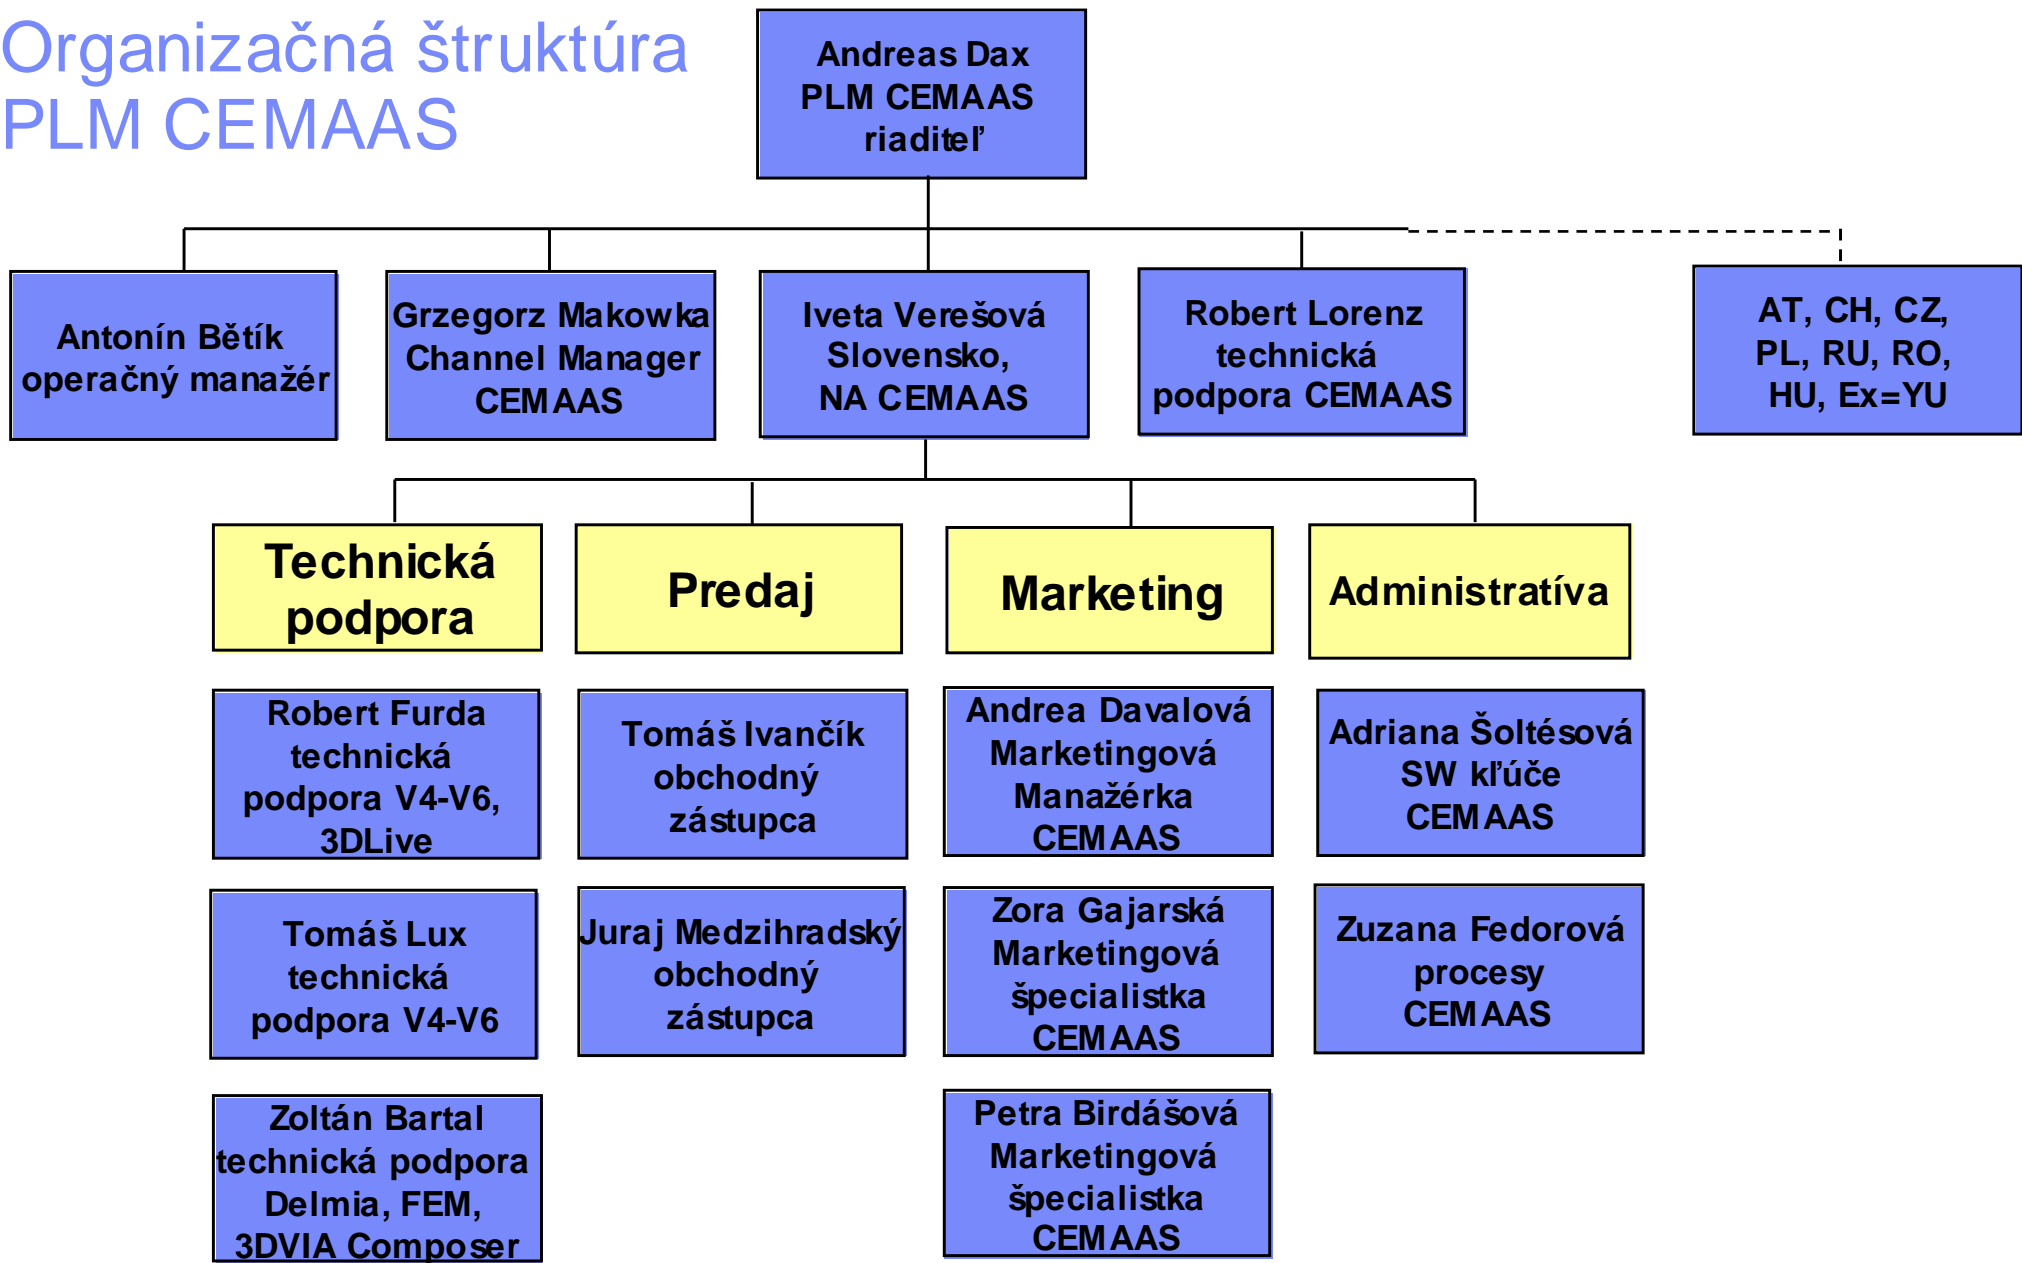 Organizačná štruktúra
PLM CEMAAS
Andreas Dax
PLM CEMAAS
riaditeľ
Antonín Bětík
operačný manažér
Grzegorz Makowka
Channel Manager
CEMAAS
Iveta Verešová
Slovensko,
NA CEMAAS
Robert Lorenz
technická
podpora CEMAAS
AT, CH, CZ,
PL, RU, RO,
HU, Ex=YU
Technická
podpora
Predaj
Marketing
Administratíva
Robert Furda
technická
podpora V4-V6,
3DLive
Tomáš Ivančík
obchodný
zástupca
Andrea Davalová
Marketingová
Manažérka
CEMAAS
Adriana Šoltésová
SW kľúče
CEMAAS
Tomáš Lux
technická
podpora V4-V6
Juraj Medzihradský
obchodný
zástupca
Zora Gajarská
Marketingová
špecialistka
CEMAAS
Zuzana Fedorová
procesy
CEMAAS
Zoltán Bartal
technická podpora
Delmia, FEM,
3DVIA Composer
Petra Birdášová
Marketingová
špecialistka
CEMAAS